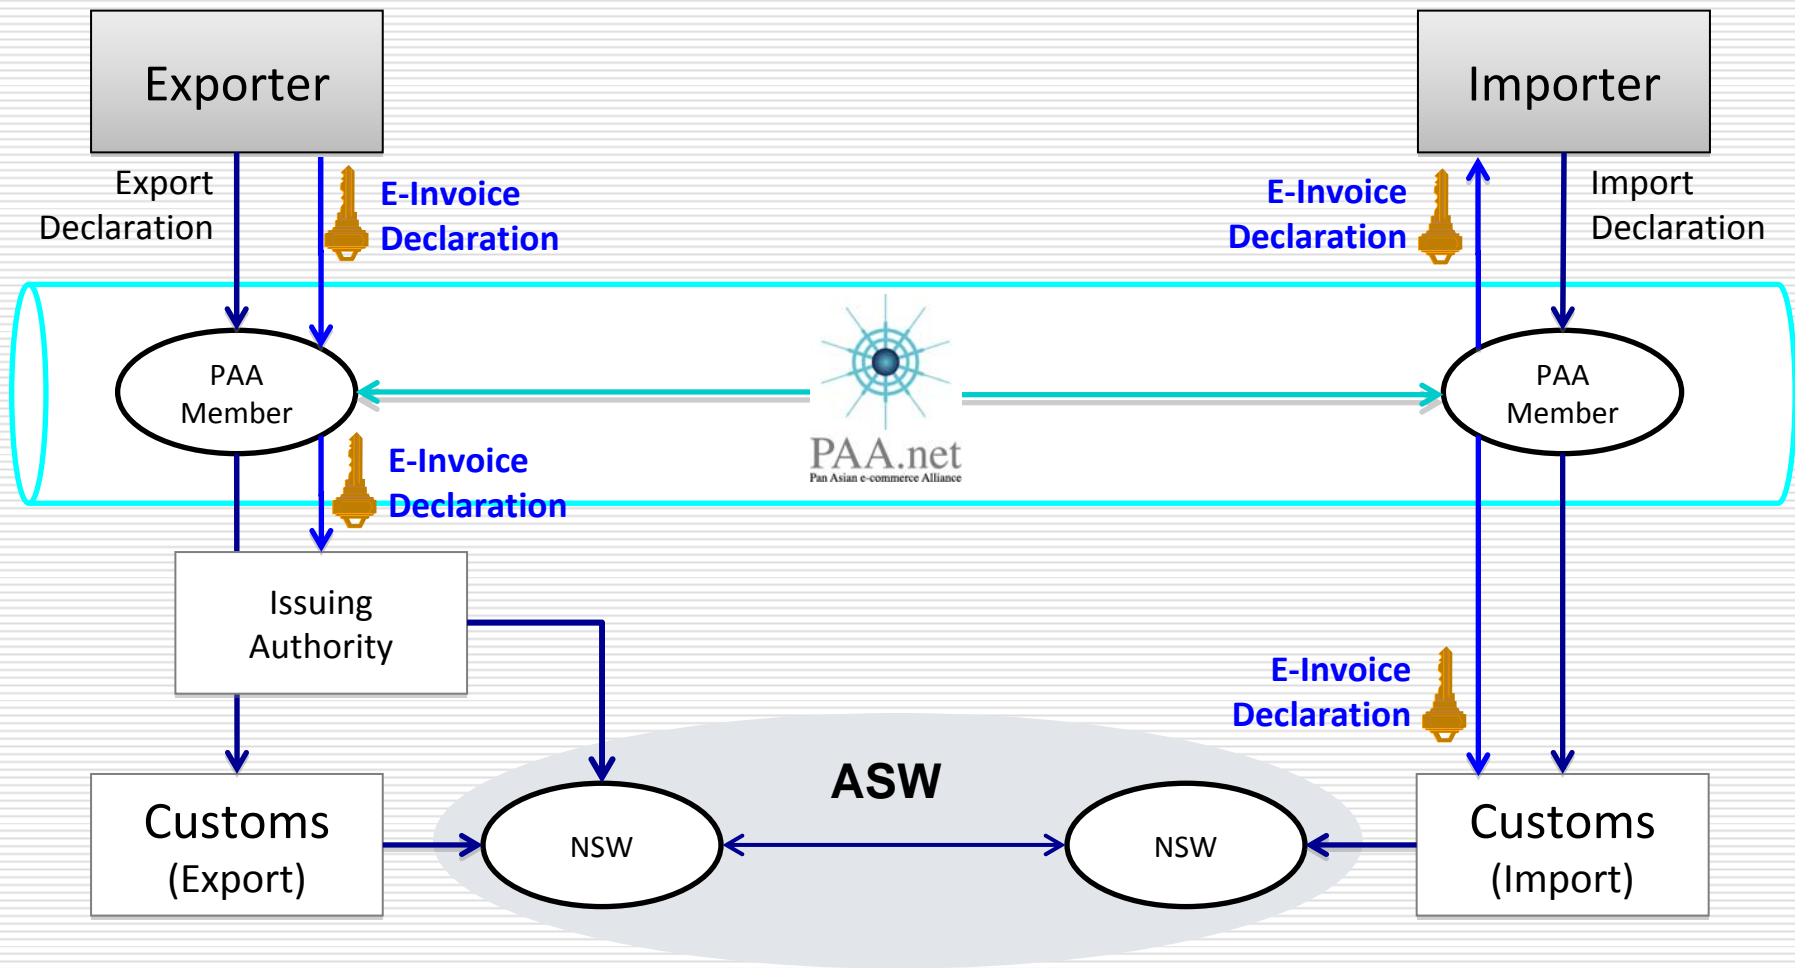 Exporter
Importer
Export
Declaration
E-Invoice
Declaration
E-Invoice
Declaration
Import
Declaration
PAA
Member
PAA.net
Pan Asian e-commerce Alliance
PAA
Member
E-Invoice
Declaration
Issuing
Authority
E-Invoice
Declaration
ASW
Customs
(Export)
NSW
NSW
Customs
(Import)